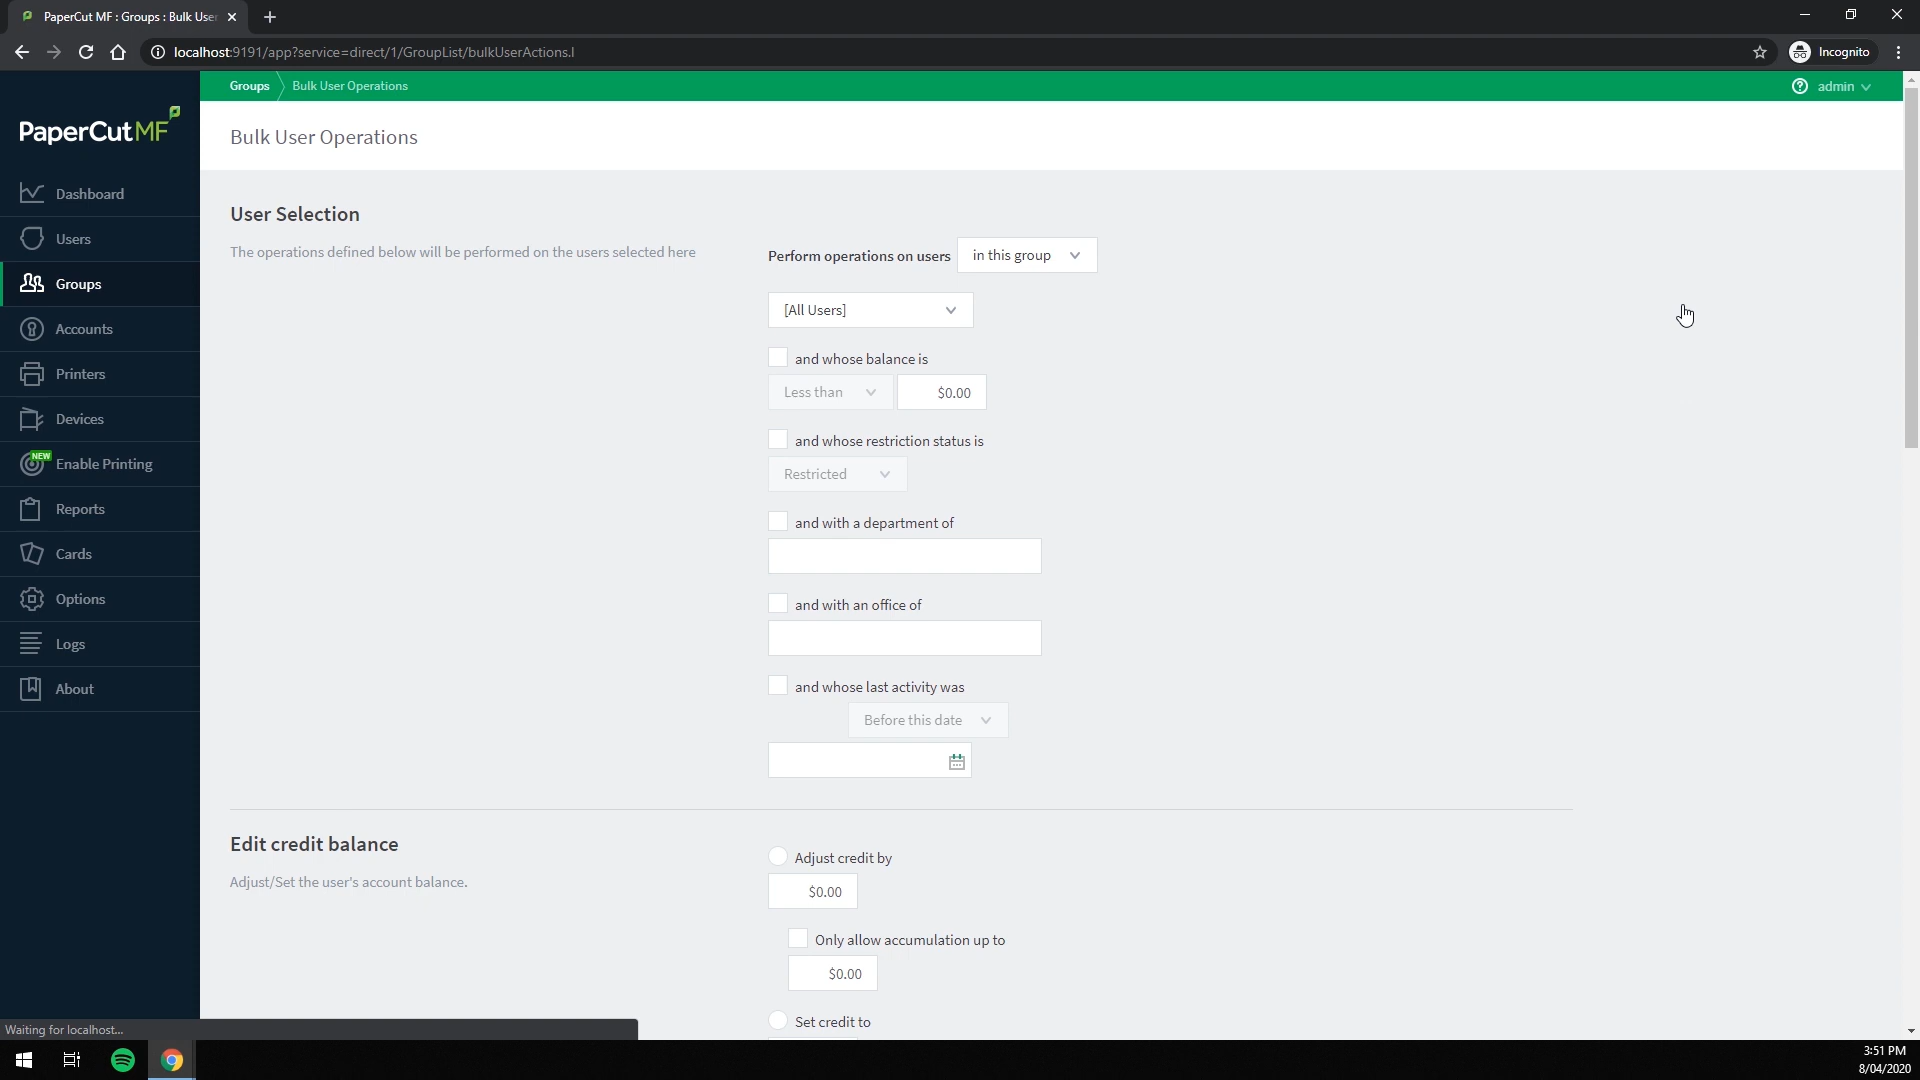 PaperCut MF : Groups : Bulk User
localhost:9191/app?service=direct/1/GroupList/bulkUserActions.l
Incognito
Groups
Bulk User Operations
admin
PaperCutMF
Bulk User Operations
Dashboard
Users
Groups
Accounts
Printers
Devices
NEW
Enable Printing
Reports
Cards
Options
Logs
About
User Selection
The operations defined below will be performed on the users selected here
Perform operations on users
in this group
[All Users]
and whose balance is
Less than
$0.00
and whose restriction status is
Restricted
and with a department of
and with an office of
and whose last activity was
Before this date
Edit credit balance
Adjust/Set the user's account balance.
Adjust credit by
$0.00
Only allow accumulation up to
$0.00
Set credit to
Waiting for localhost...
3:51 PM
8/04/2020